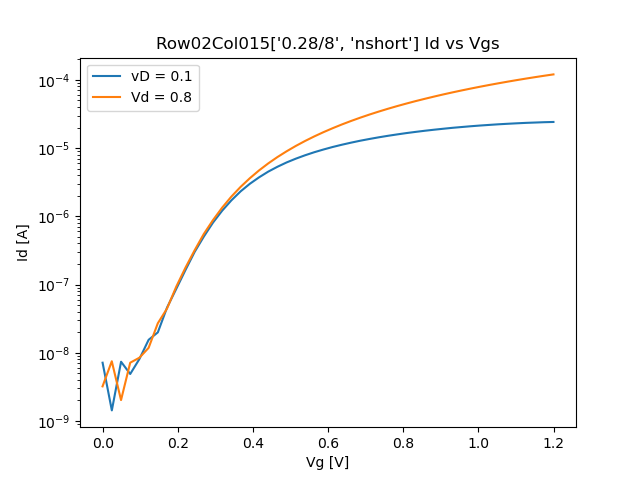 Row02Col015['0.28/8', 'nshort'] Id vs Vgs
vD = 0.1
Vd = 0.8
Id [A]
10⁻⁴
10⁻⁵
10⁻⁶
10⁻⁷
10⁻⁸
10⁻⁹
0.0 0.2 0.4 0.6 0.8 1.0 1.2
Vg [V]